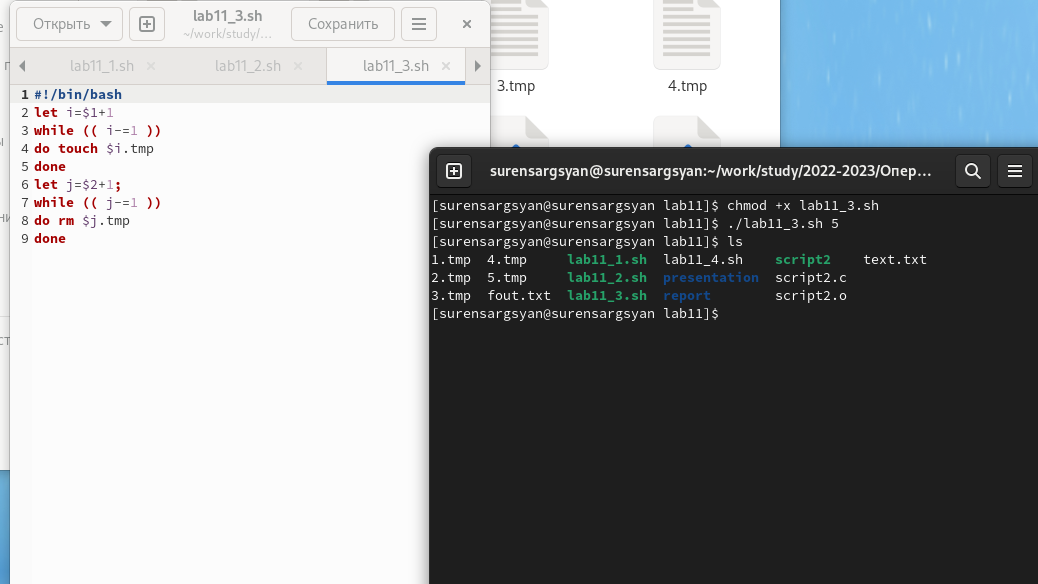 Открыть
lab11_3.sh
~/work/study/...
Сохранить
lab11_1.sh
lab11_2.sh
lab11_3.sh
1 #!/bin/bash
2 let i=$1+1
3 while (( i-=1 ))
4 do touch $i.tmp
5 done
6 let j=$2+1;
7 while (( j-=1 ))
8 do rm $j.tmp
9 done
3.tmp
4.tmp
surensargsyan@surensargsyan:~/work/study/2022-2023/Опер...
[surensargsyan@surensargsyan lab11]$ chmod +x lab11_3.sh
[surensargsyan@surensargsyan lab11]$ ./lab11_3.sh 5
[surensargsyan@surensargsyan lab11]$ ls
1.tmp 4.tmp lab11_1.sh lab11_4.sh script2 text.txt
2.tmp 5.tmp lab11_2.sh presentation script2.c
3.tmp fout.txt lab11_3.sh report script2.o
[surensargsyan@surensargsyan lab11]$